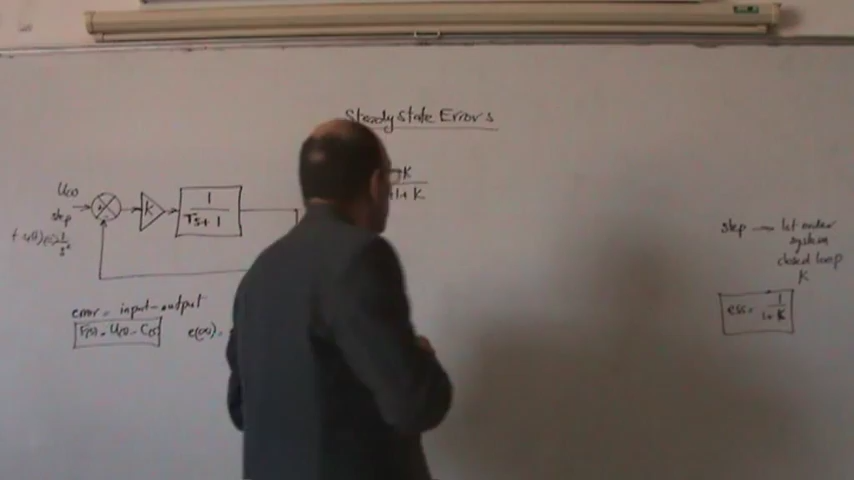 Steady state Errors
K
+1+K
U(s)
step
K
1
Ts+1
1
s²
error = input-output
E(s) = U(s) - C(s)
e(∞) =
step → 1st order
system
closed loop
K
ess = 1
1+K